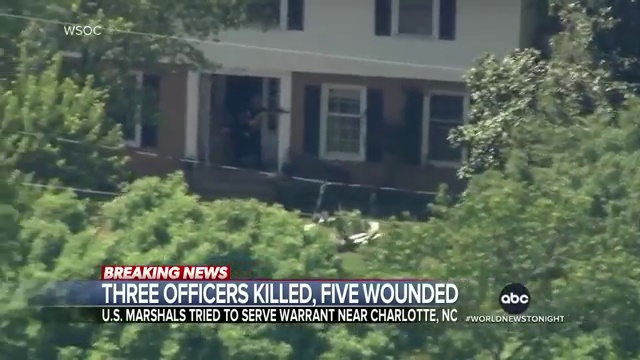 WSOC
BREAKING NEWS
THREE OFFICERS KILLED, FIVE WOUNDED
abc
U.S. MARSHALS TRIED TO SERVE WARRANT NEAR CHARLOTTE, NC
#WORLDNEWSTONIGHT